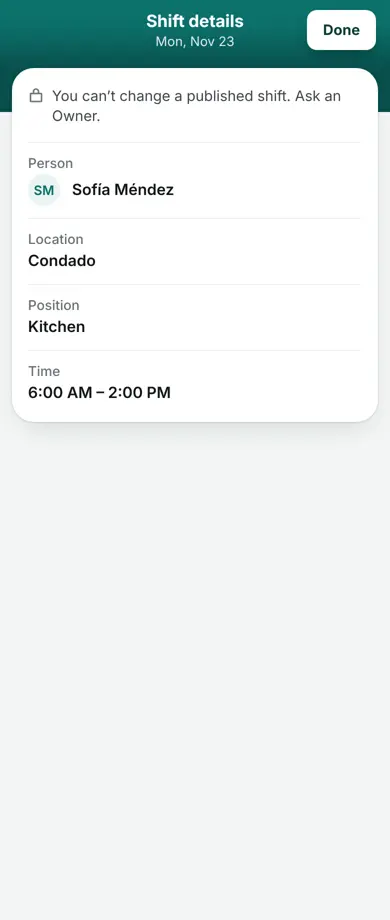 Shift details
Mon, Nov 23
Done
You can’t change a published shift. Ask an
Owner.
Person
SM
Sofía Méndez
Location
Condado
Position
Kitchen
Time
6:00 AM – 2:00 PM